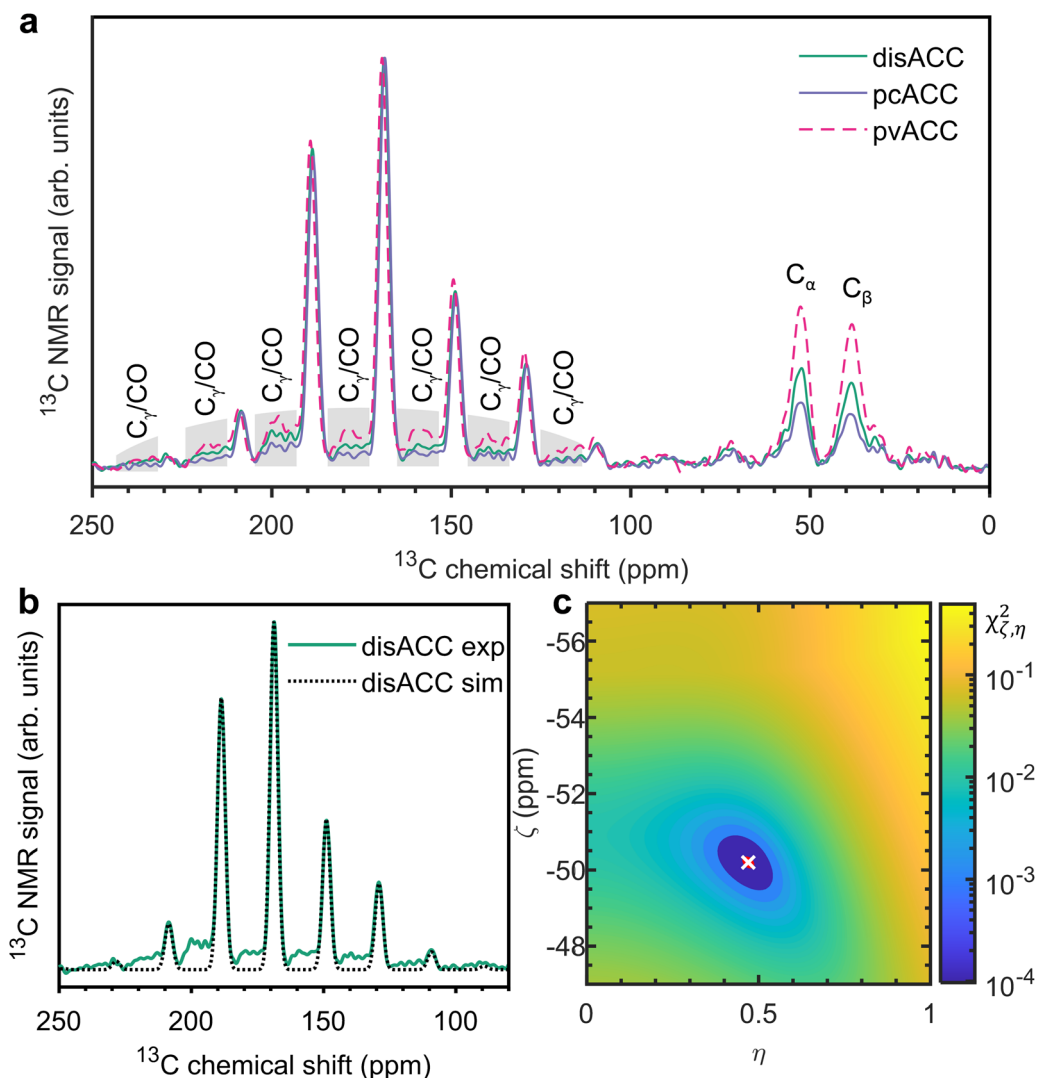 a
disACC
pcACC
pvACC
¹³C NMR signal (arb. units)
Cγ/CO
Cγ/CO
Cγ/CO
Cγ/CO
Cγ/CO
Cγ/CO
Cγ/CO
Cα
Cβ
250 200 150 100 50 0
¹³C chemical shift (ppm)
b
disACC exp
disACC sim
¹³C NMR signal (arb. units)
250 200 150 100
¹³C chemical shift (ppm)
c
-56
-54
-52
-50
-48
ζ (ppm)
0 0.5 1
η
χ²ζ,η
10⁻¹
10⁻²
10⁻³
10⁻⁴